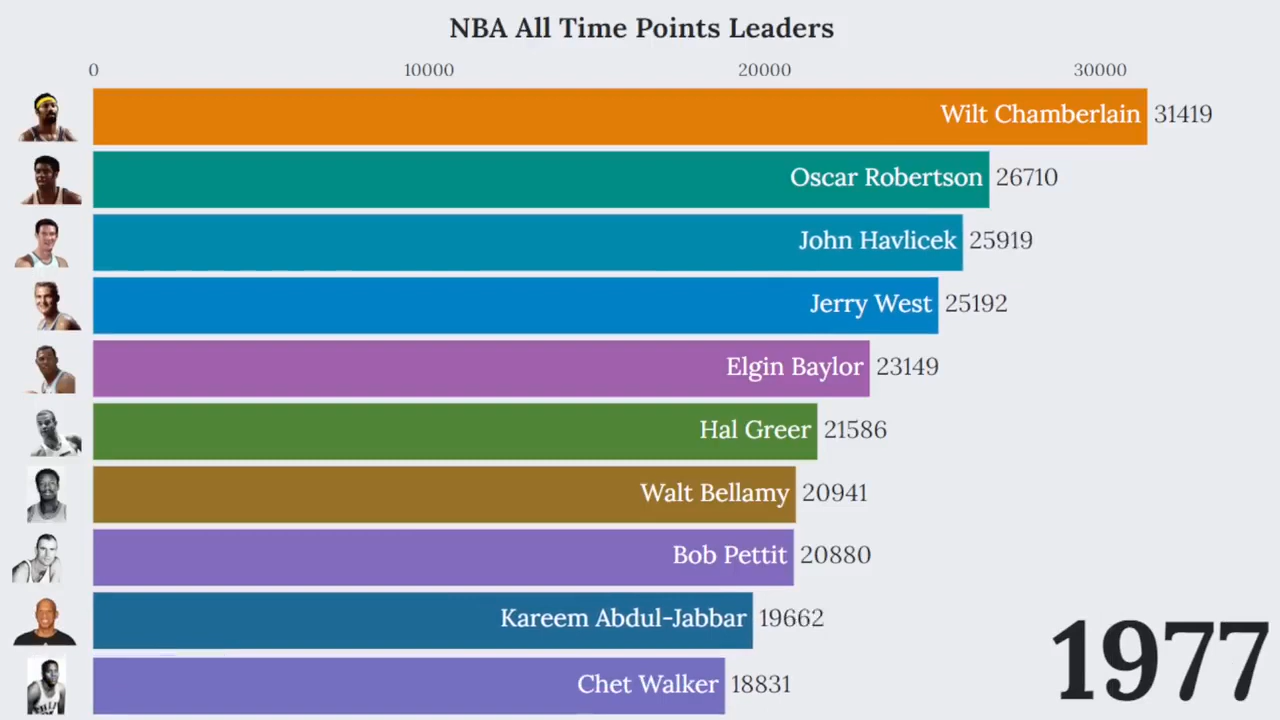 NBA All Time Points Leaders
0 10000 20000 30000
Wilt Chamberlain 31419
Oscar Robertson 26710
John Havlicek 25919
Jerry West 25192
Elgin Baylor 23149
Hal Greer 21586
Walt Bellamy 20941
Bob Pettit 20880
Kareem Abdul-Jabbar 19662
Chet Walker 18831
1977